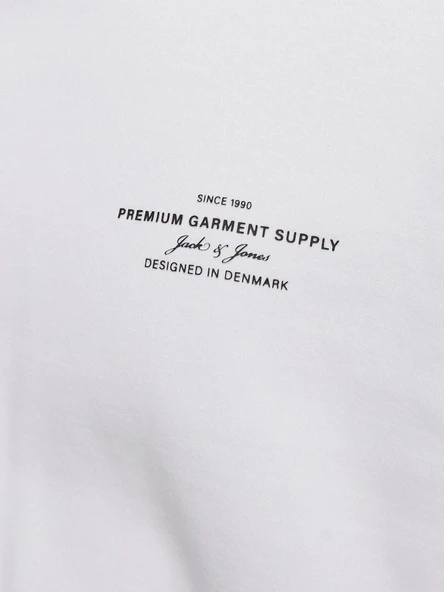 SINCE 1990
PREMIUM GARMENT SUPPLY
Jack & Jones
DESIGNED IN DENMARK